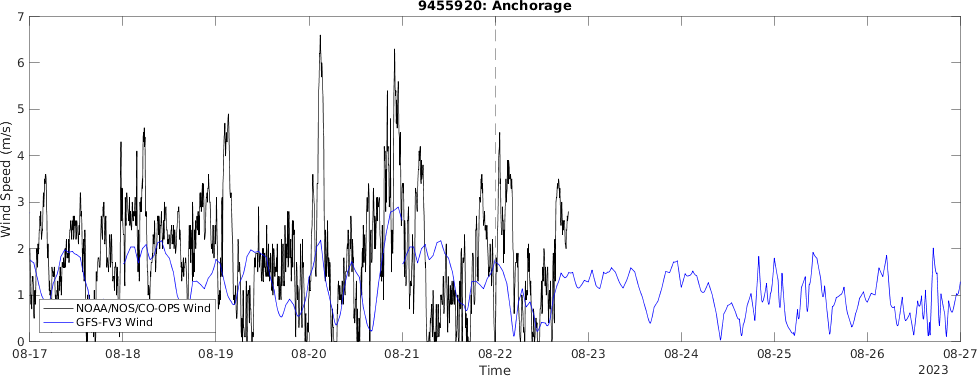 9455920: Anchorage
Wind Speed (m/s)
7
6
5
4
3
2
1
0
NOAA/NOS/CO-OPS Wind
GFS-FV3 Wind
08-17 08-18 08-19 08-20 08-21 08-22 08-23 08-24 08-25 08-26 08-27
Time
2023